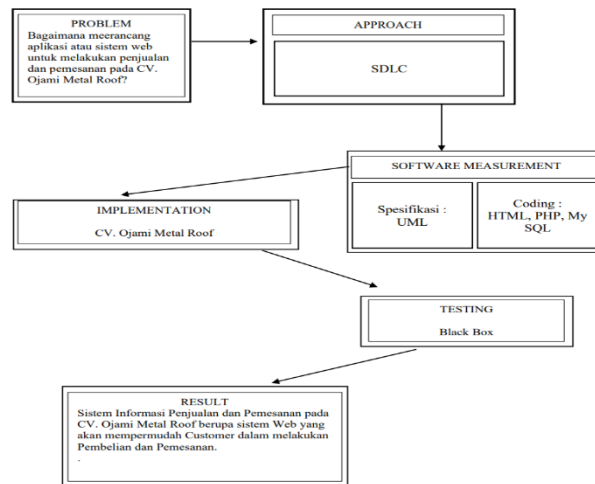 PROBLEM
Bagaimana meerancang
aplikasi atau sistem web
untuk melakukan penjualan
dan pemesanan pada CV.
Ojami Metal Roof?
APPROACH
SDLC
SOFTWARE MEASUREMENT
Spesifikasi :
UML
Coding :
HTML, PHP, My
SQL
IMPLEMENTATION
CV. Ojami Metal Roof
TESTING
Black Box
RESULT
Sistem Informasi Penjualan dan Pemesanan pada
CV. Ojami Metal Roof berupa sistem Web yang
akan mempermudah Customer dalam melakukan
Pembelian dan Pemesanan.
.